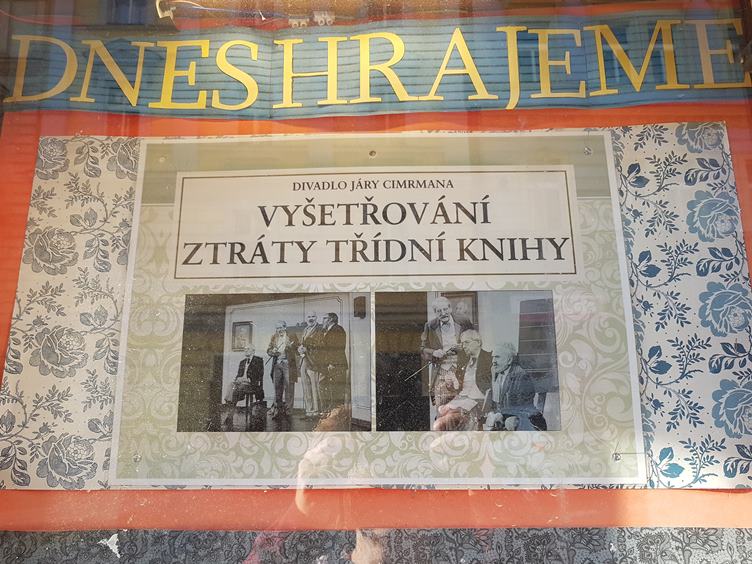 DNES HRAJEME
DIVADLO JÁRY CIMRMANA
VYŠETŘOVÁNÍ
ZTRÁTY TŘÍDNÍ KNIHY